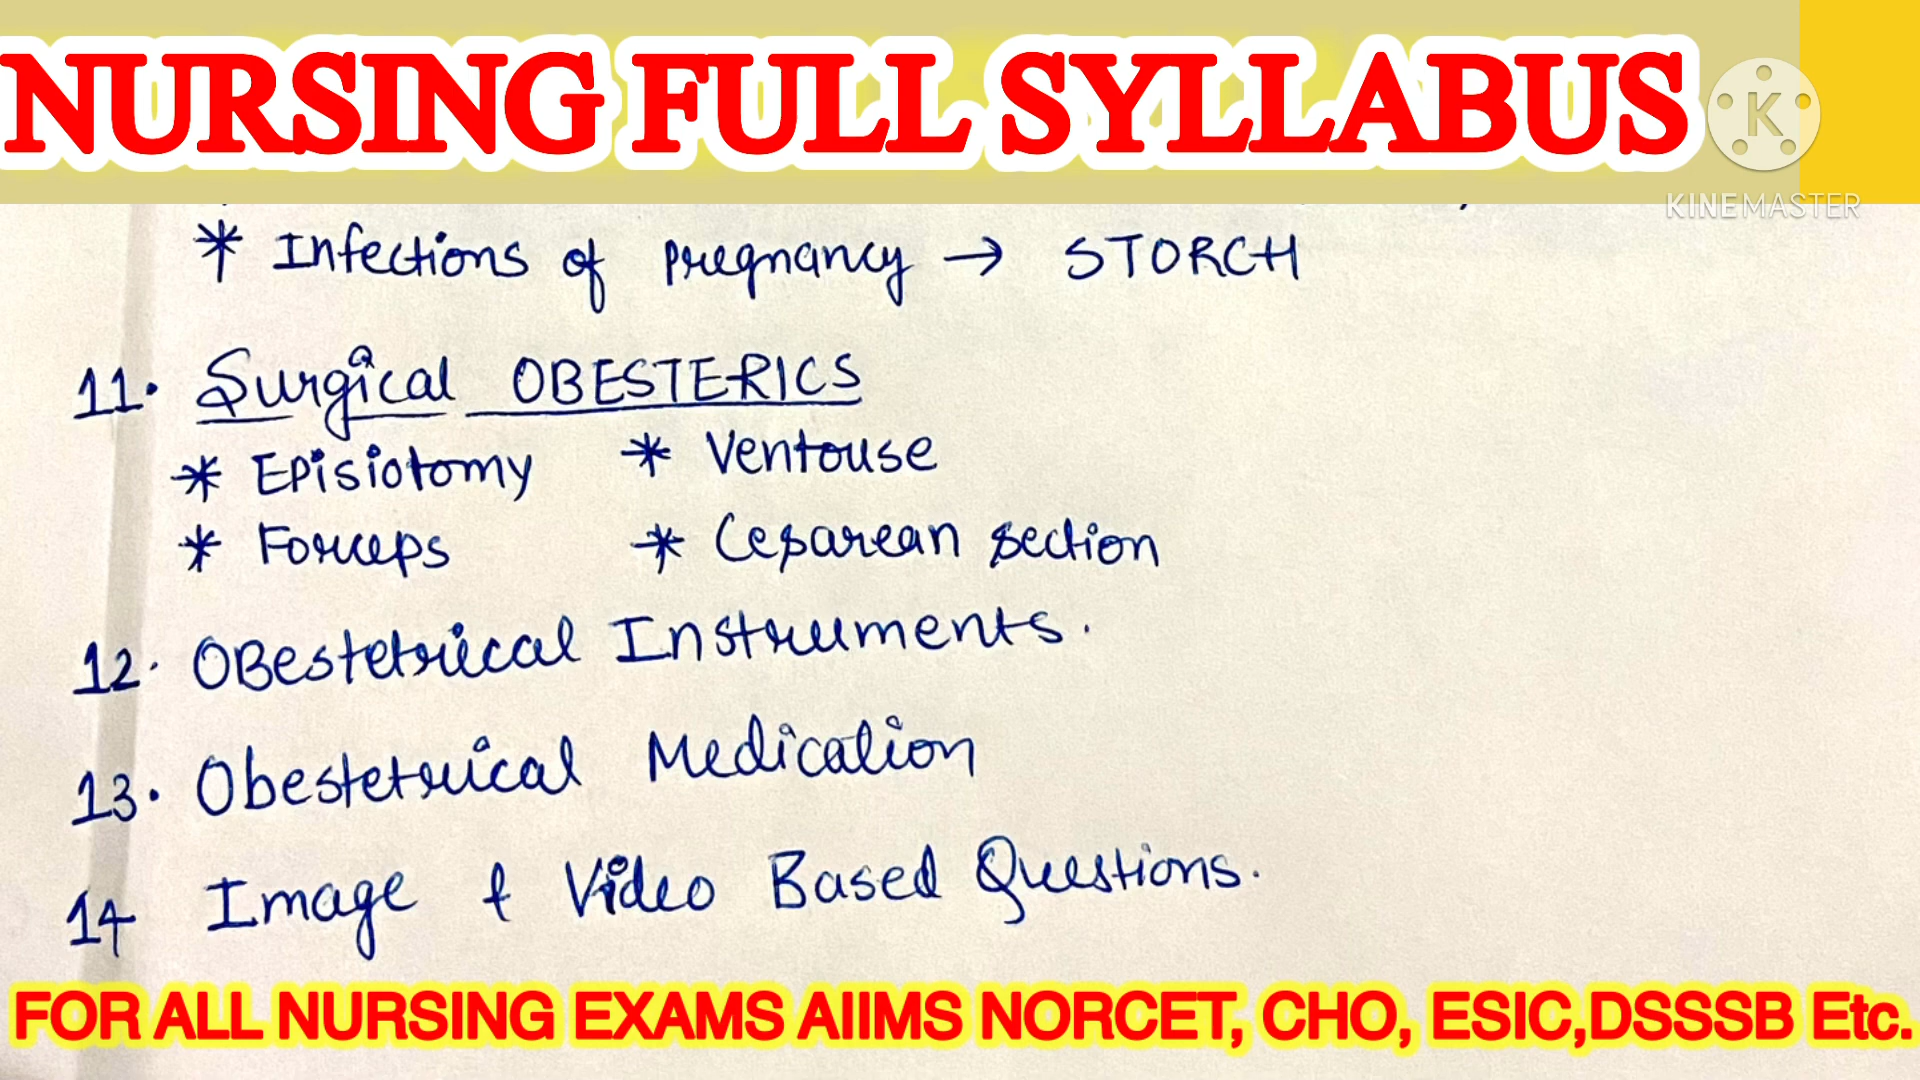 NURSING FULL SYLLABUS
K
KINEMASTER
* Infections of pregnancy → STORCH
11. Surgical OBESTERICS
* Episiotomy * Ventouse
* Forceps * Cesarean section
12. OBestetrical Instruments.
13. Obestetrical Medication
14 Image & Video Based Questions.
FOR ALL NURSING EXAMS AIIMS NORCET, CHO, ESIC,DSSSB Etc.